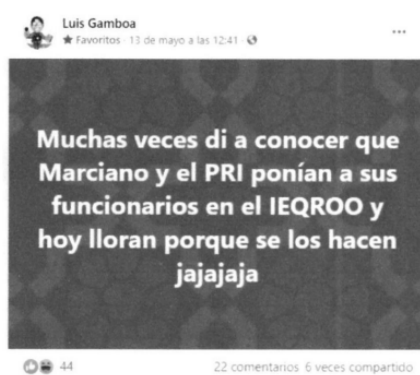 Luis Gamboa
★ Favoritos · 13 de mayo a las 12:41 ·
Muchas veces di a conocer que
Marciano y el PRI ponían a sus
funcionarios en el IEQROO y
hoy lloran porque se los hacen
jajajaja
44
22 comentarios 6 veces compartido